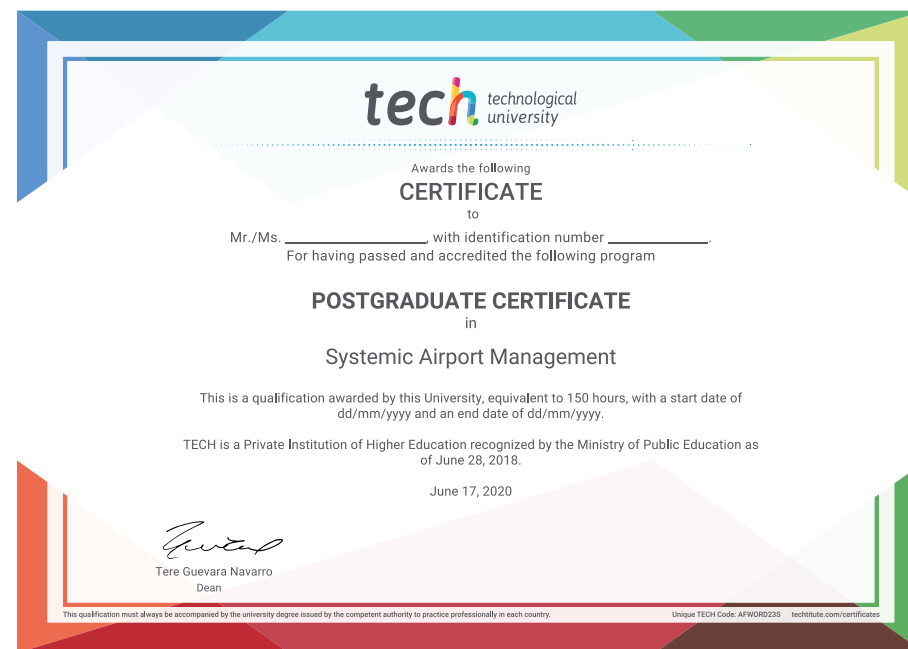 tech technological
university
Awards the following
CERTIFICATE
to
Mr./Ms. ____________, with identification number ____________.
For having passed and accredited the following program
POSTGRADUATE CERTIFICATE
in
Systemic Airport Management
This is a qualification awarded by this University, equivalent to 150 hours, with a start date of
dd/mm/yyyy and an end date of dd/mm/yyyy.
TECH is a Private Institution of Higher Education recognized by the Ministry of Public Education as
of June 28, 2018.
June 17, 2020
Tere Guevara Navarro
Dean
This qualification must always be accompanied by the university degree issued by the competent authority to practice professionally in each country. Unique TECH Code: AFWORD23S techtitute.com/certificates